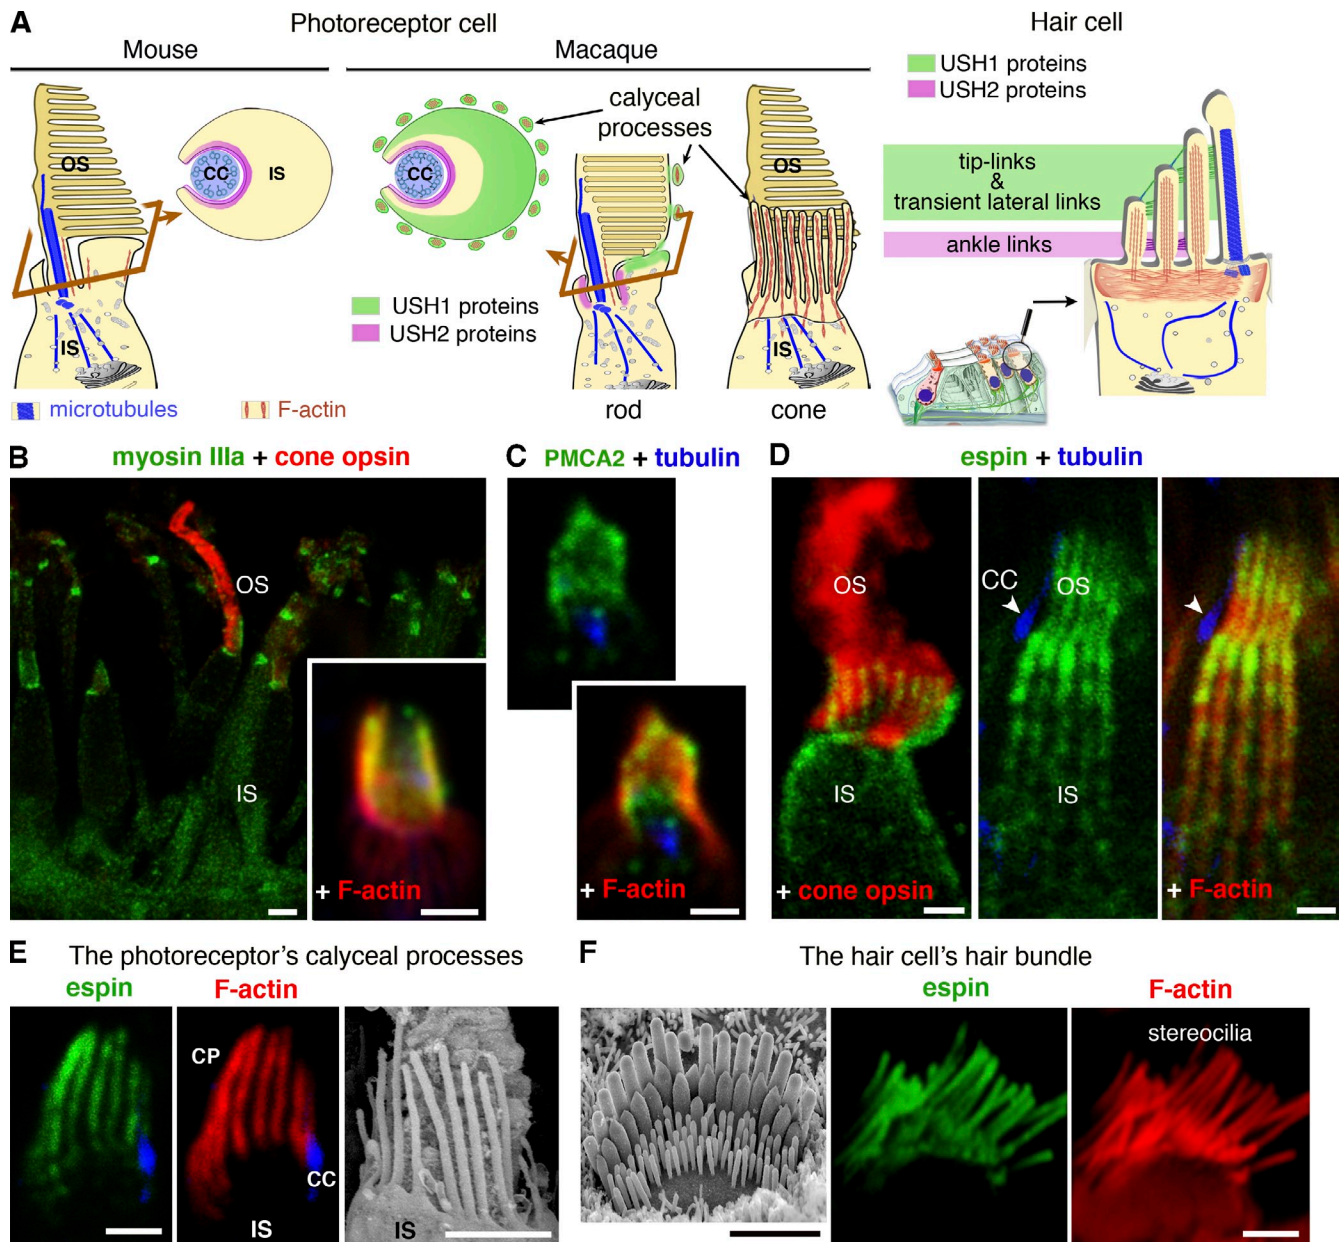 A
Photoreceptor cell
Hair cell
Mouse
Macaque
USH1 proteins
USH2 proteins
calyceal
processes
OS
CC
IS
CC
OS
tip-links
&
transient lateral links
ankle links
USH1 proteins
USH2 proteins
IS
IS
microtubules
F-actin
rod
cone
B
myosin IIIa + cone opsin
OS
IS
+ F-actin
C
PMCA2 + tubulin
+ F-actin
D
espin + tubulin
OS
IS
+ cone opsin
CC
OS
IS
+ F-actin
E
The photoreceptor's calyceal processes
espin
F-actin
CP
CC
IS
IS
F
The hair cell's hair bundle
espin
F-actin
stereocilia